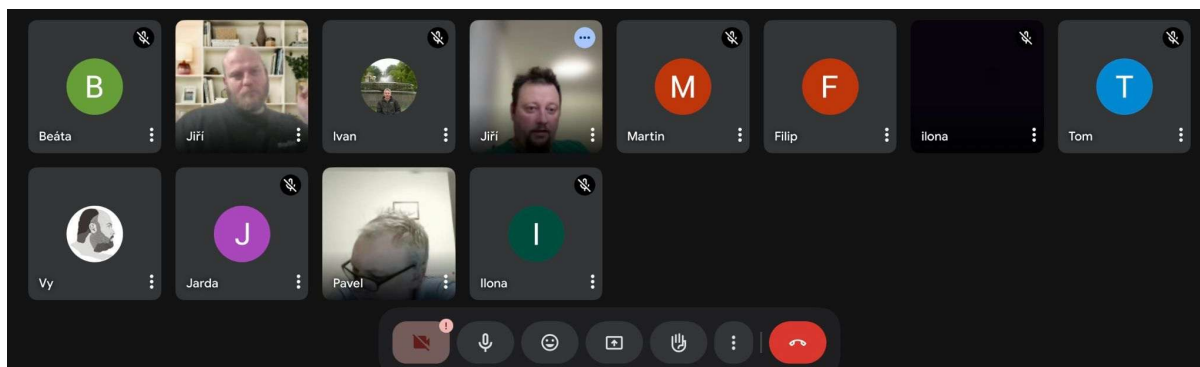 B
Beáta
Jiří
Ivan
Jiří
M
Martin
F
Filip
ilona
T
Tom
Vy
J
Jarda
Pavel
I
Ilona
!